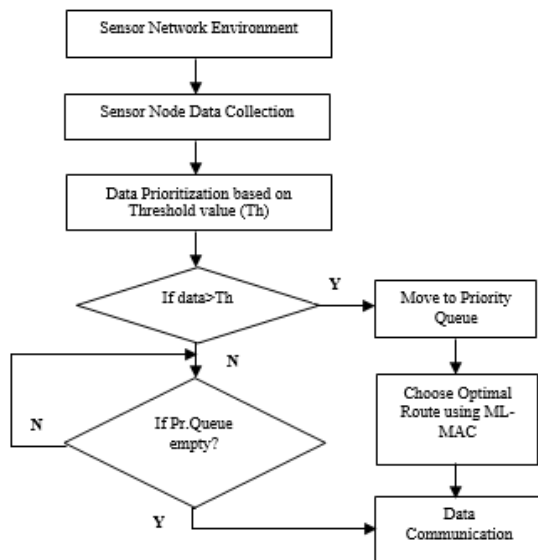 Sensor Network Environment
Sensor Node Data Collection
Data Prioritization based on
Threshold value (Th)
If data>Th
Y
Move to Priority
Queue
N
Choose Optimal
Route using ML-
MAC
N
If Pr.Queue
empty?
Y
Data
Communication